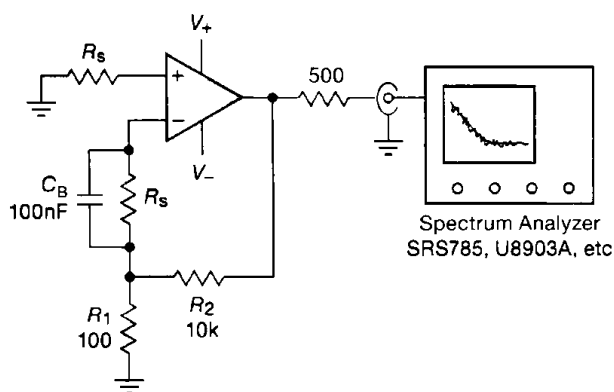 V+
Rs
+
−
500
V−
CB
100nF
Rs
R2
10k
R1
100
Spectrum Analyzer
SRS785, U8903A, etc